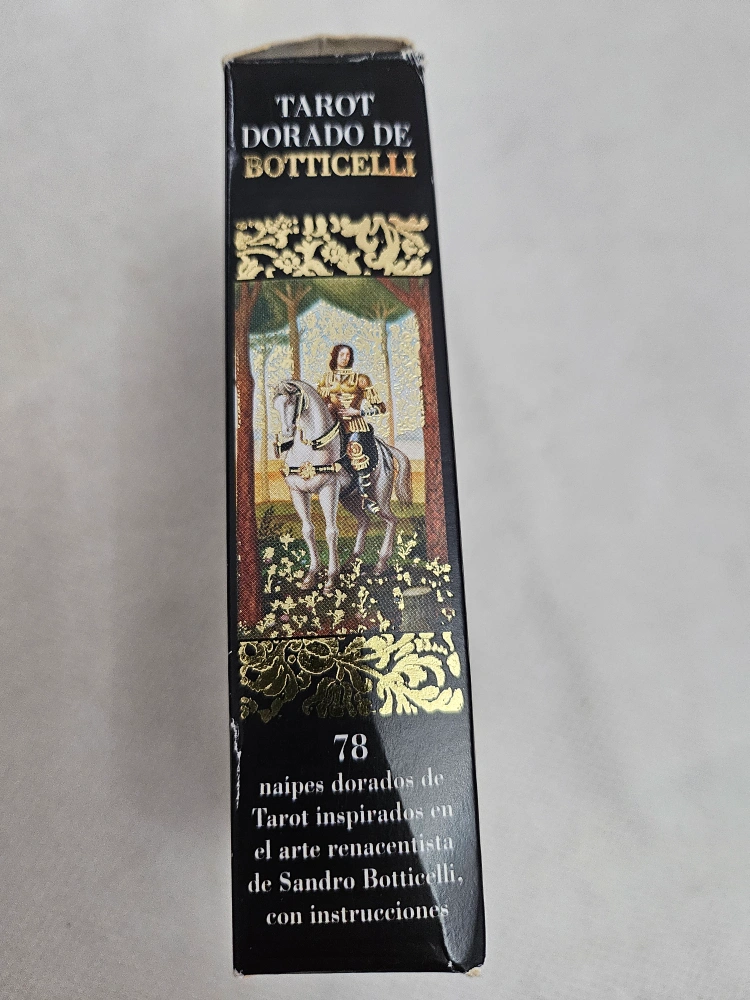 TAROT
DORADO DE
BOTTICELLI
78
naipes dorados de
Tarot inspirados en
el arte renacentista
de Sandro Botticelli,
con instrucciones